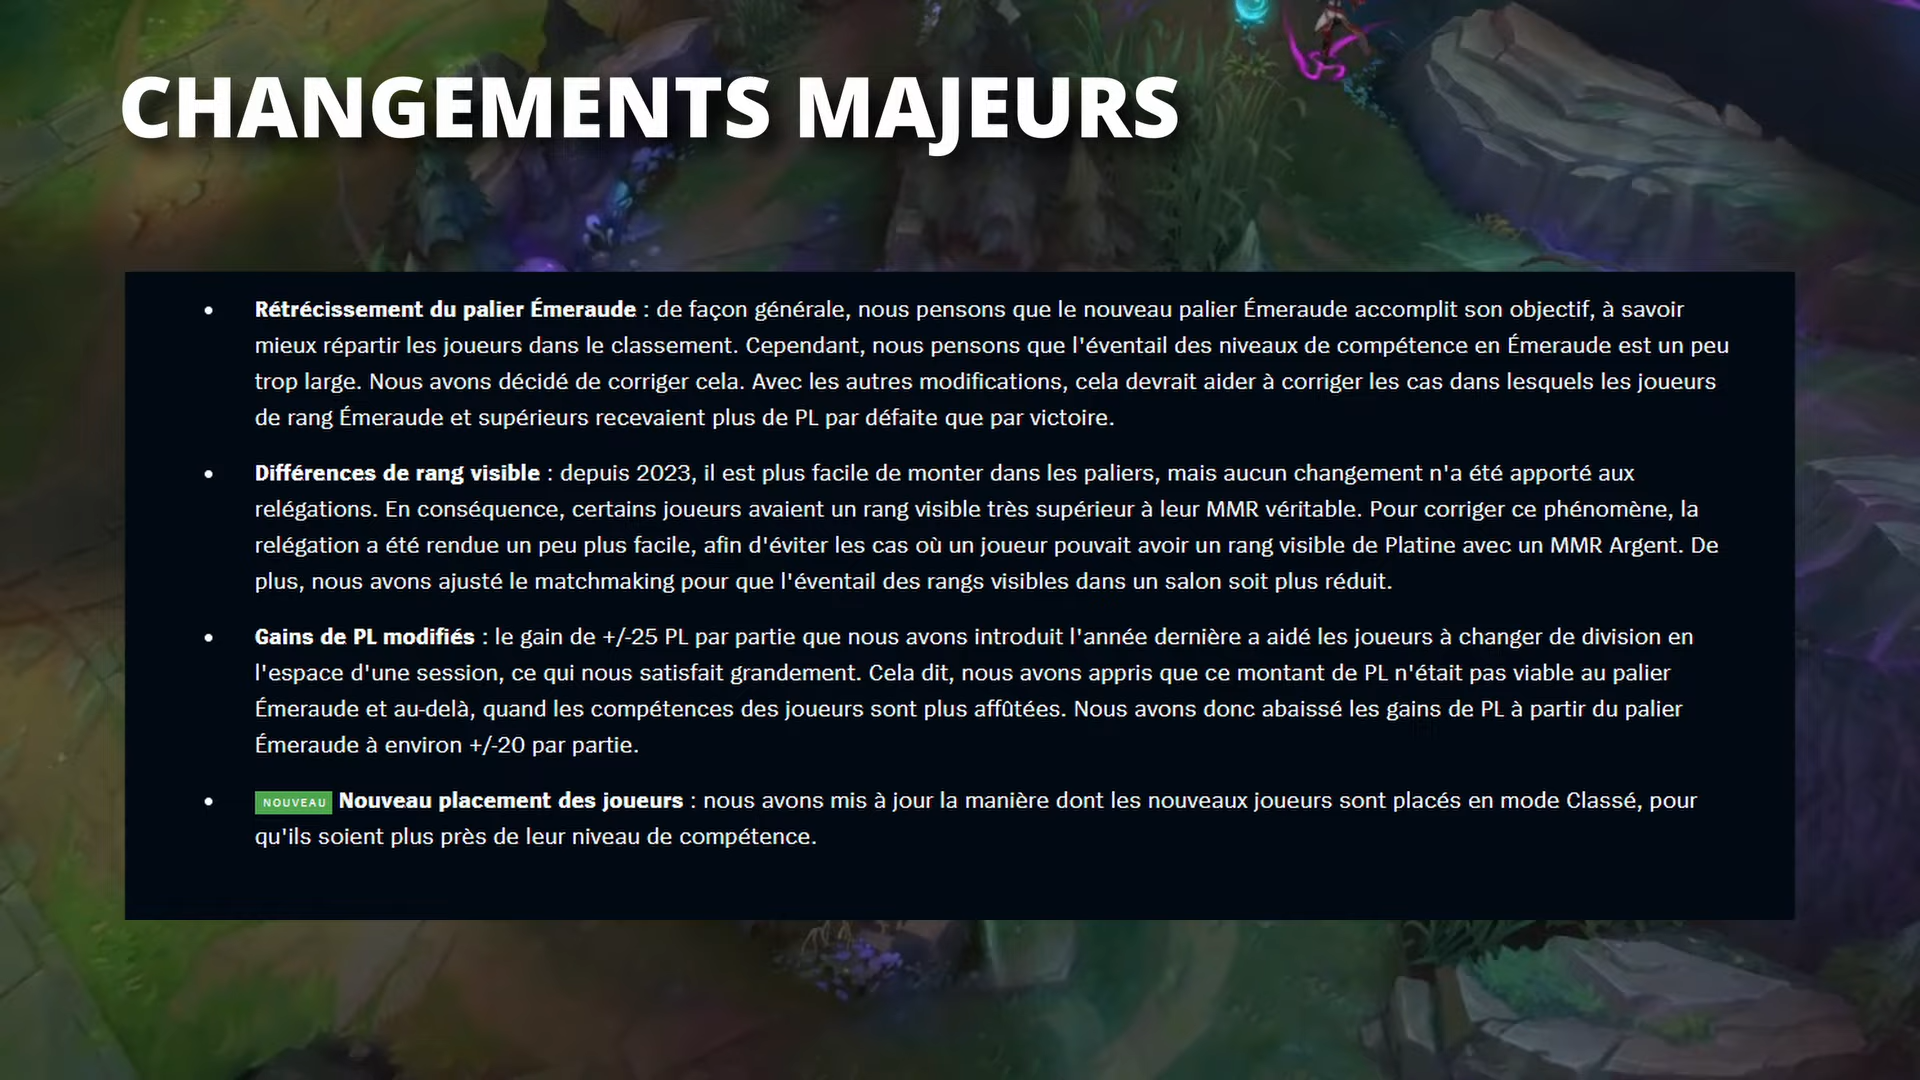 CHANGEMENTS MAJEURS
• Rétrécissement du palier Émeraude : de façon générale, nous pensons que le nouveau palier Émeraude accomplit son objectif, à savoir
mieux répartir les joueurs dans le classement. Cependant, nous pensons que l'éventail des niveaux de compétence en Émeraude est un peu
trop large. Nous avons décidé de corriger cela. Avec les autres modifications, cela devrait aider à corriger les cas dans lesquels les joueurs
de rang Émeraude et supérieurs recevaient plus de PL par défaite que par victoire.
• Différences de rang visible : depuis 2023, il est plus facile de monter dans les paliers, mais aucun changement n'a été apporté aux
relégations. En conséquence, certains joueurs avaient un rang visible très supérieur à leur MMR véritable. Pour corriger ce phénomène, la
relégation a été rendue un peu plus facile, afin d'éviter les cas où un joueur pouvait avoir un rang visible de Platine avec un MMR Argent. De
plus, nous avons ajusté le matchmaking pour que l'éventail des rangs visibles dans un salon soit plus réduit.
• Gains de PL modifiés : le gain de +/-25 PL par partie que nous avons introduit l'année dernière a aidé les joueurs à changer de division en
l'espace d'une session, ce qui nous satisfait grandement. Cela dit, nous avons appris que ce montant de PL n'était pas viable au palier
Émeraude et au-delà, quand les compétences des joueurs sont plus affûtées. Nous avons donc abaissé les gains de PL à partir du palier
Émeraude à environ +/-20 par partie.
• NOUVEAU Nouveau placement des joueurs : nous avons mis à jour la manière dont les nouveaux joueurs sont placés en mode Classé, pour
qu'ils soient plus près de leur niveau de compétence.